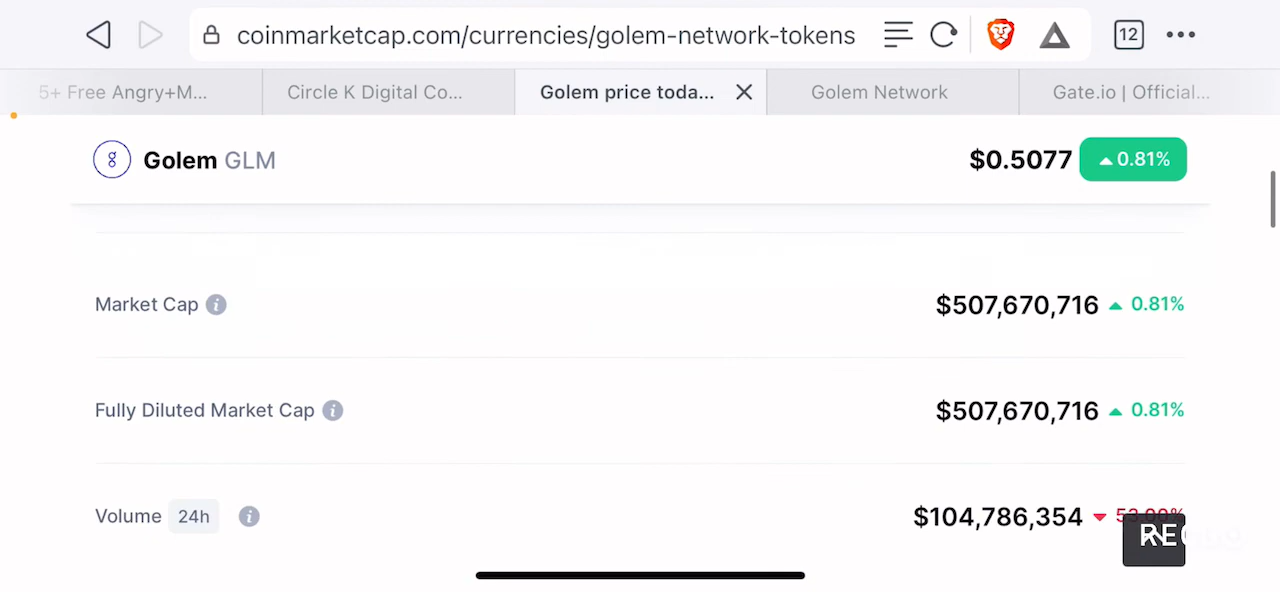 coinmarketcap.com/currencies/golem-network-tokens
12
5+ Free Angry+M...
Circle K Digital Co...
Golem price toda...
Golem Network
Gate.io | Official...
Golem GLM
$0.5077
0.81%
Market Cap
$507,670,716
0.81%
Fully Diluted Market Cap
$507,670,716
0.81%
Volume 24h
$104,786,354